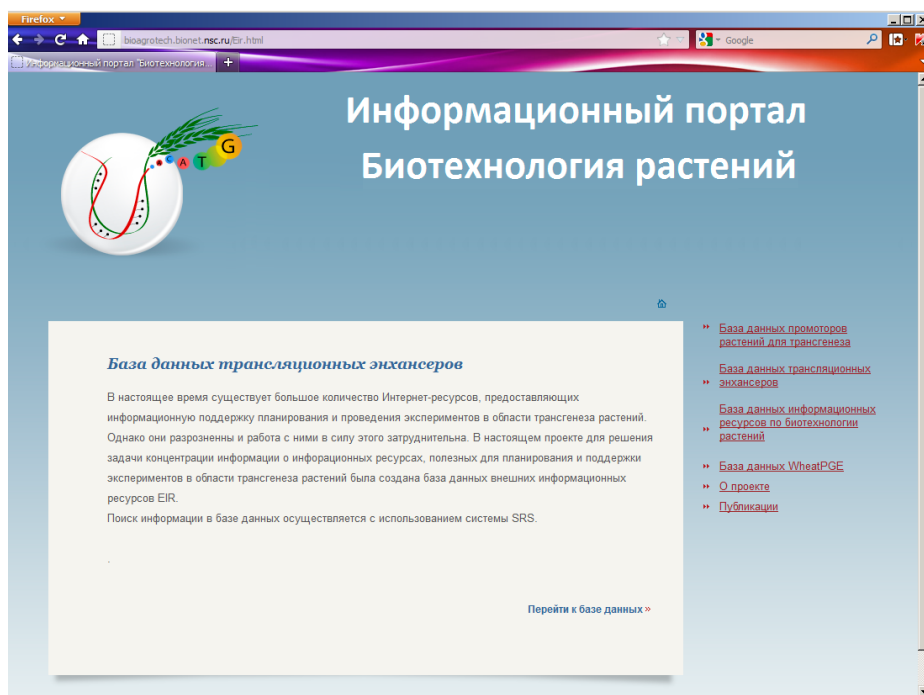 Firefox
bioagrotech.bionet.nsc.ru/Eir.html
Google
Информационный портал "Биотехнология ...
Информационный портал
Биотехнология растений
A C A T G
База данных трансляционных энхансеров
В настоящее время существует большое количество Интернет-ресурсов, предоставляющих
информационную поддержку планирования и проведения экспериментов в области трансгенеза растений.
Однако они разрозненны и работа с ними в силу этого затруднительна. В настоящем проекте для решения
задачи концентрации информации о инфорационных ресурсах, полезных для планирования и поддержки
экспериментов в области трансгенеза растений была создана база данных внешних информационных
ресурсов EIR.
Поиск информации в базе данных осуществляется с использованием системы SRS.
.
Перейти к базе данных »
База данных промоторов
растений для трансгенеза
База данных трансляционных
энхансеров
База данных информационных
ресурсов по биотехнологии
растений
База данных WheatPGE
О проекте
Публикации